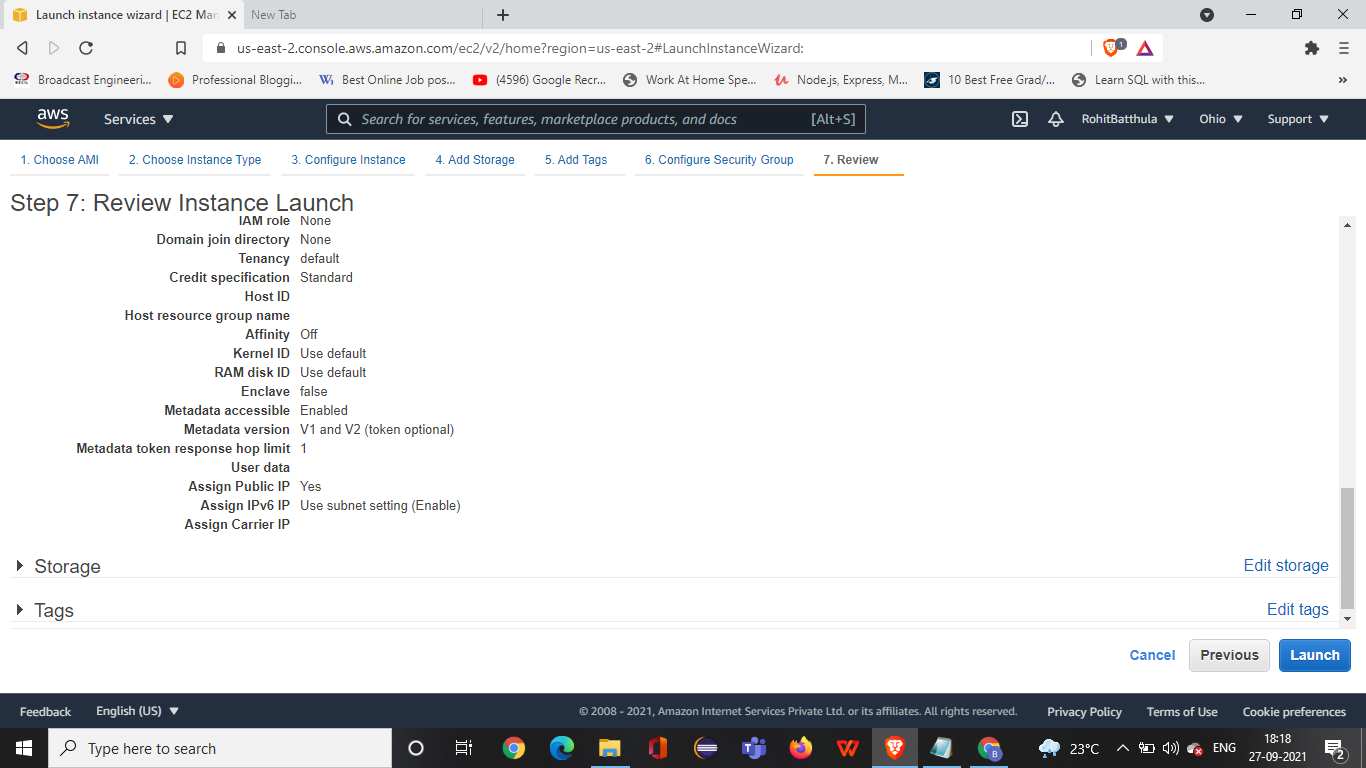 Launch instance wizard | EC2 Man
New Tab
us-east-2.console.aws.amazon.com/ec2/v2/home?region=us-east-2#LaunchInstanceWizard:
1
Broadcast Engineeri...
Professional Bloggi...
Best Online Job pos...
(4596) Google Recr...
Work At Home Spe...
Node.js, Express, M...
10 Best Free Grad/...
Learn SQL with this...
»
aws
Services
Search for services, features, marketplace products, and docs
[Alt+S]
RohitBatthula
Ohio
Support
1. Choose AMI
2. Choose Instance Type
3. Configure Instance
4. Add Storage
5. Add Tags
6. Configure Security Group
7. Review
Step 7: Review Instance Launch
IAM role None
Domain join directory None
Tenancy default
Credit specification Standard
Host ID
Host resource group name
Affinity Off
Kernel ID Use default
RAM disk ID Use default
Enclave false
Metadata accessible Enabled
Metadata version V1 and V2 (token optional)
Metadata token response hop limit 1
User data
Assign Public IP Yes
Assign IPv6 IP Use subnet setting (Enable)
Assign Carrier IP
Storage
Edit storage
Tags
Edit tags
Cancel
Previous
Launch
Feedback
English (US)
© 2008 - 2021, Amazon Internet Services Private Ltd. or its affiliates. All rights reserved.
Privacy Policy
Terms of Use
Cookie preferences
Type here to search
23°C
ENG
18:18
27-09-2021
2